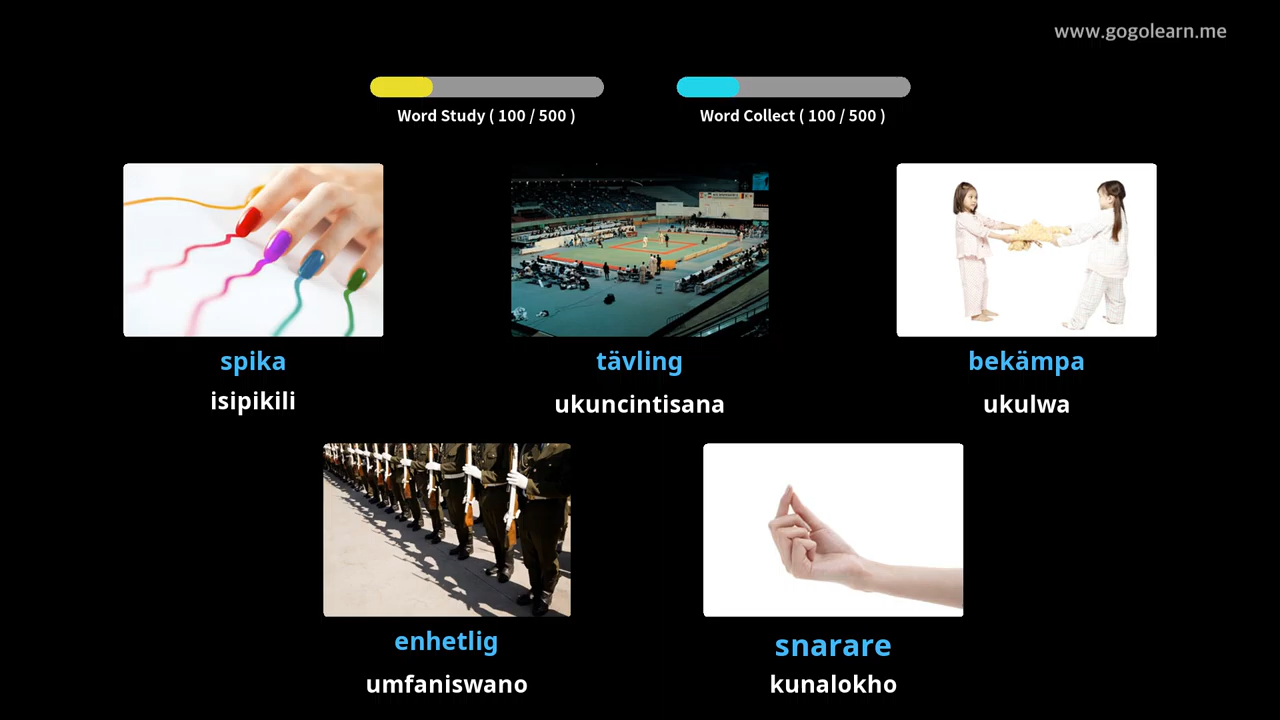 www.gogolearn.me
Word Study ( 100 / 500 )
Word Collect ( 100 / 500 )
spika
isipikili
tävling
ukuncintisana
bekämpa
ukulwa
enhetlig
umfaniswano
snarare
kunalokho